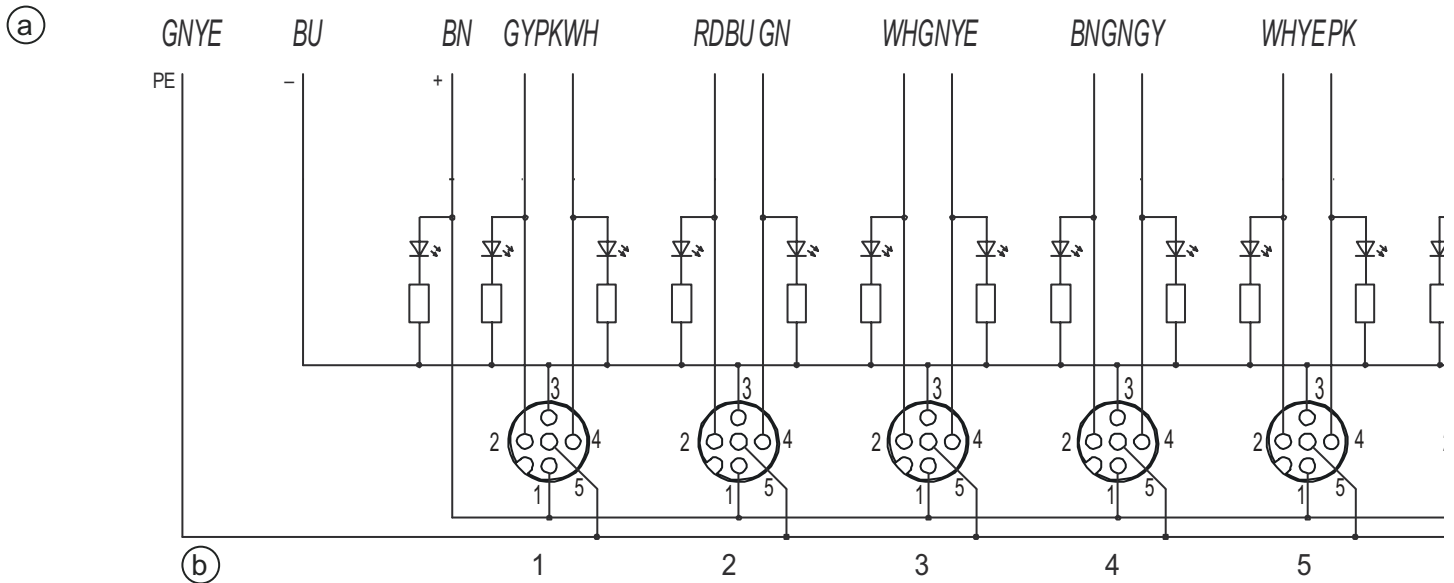 a
GNYE BU BN GYPKWH RDBU GN WHGNYE BNGNGY WHYEPK
PE – +
3 3 3 3 3
2 4 2 4 2 4 2 4 2 4
1 5 1 5 1 5 1 5 1 5
b 1 2 3 4 5